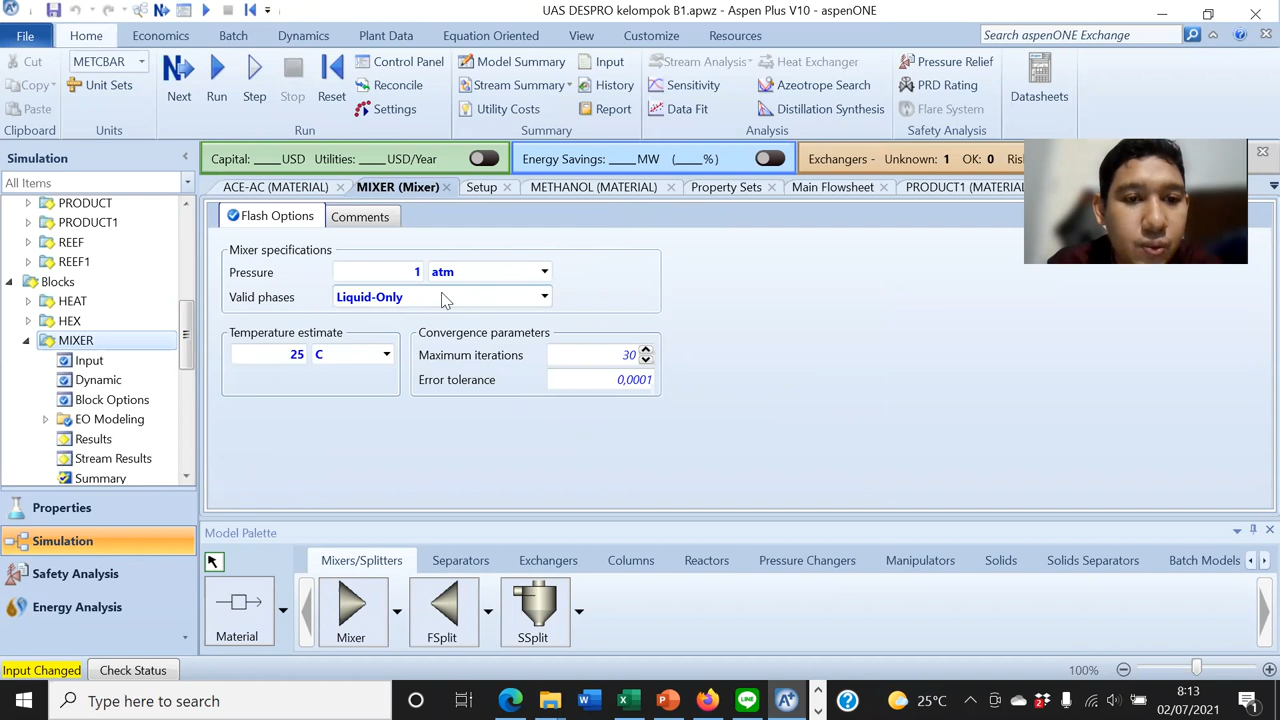 UAS DESPRO kelompok B1.apwz - Aspen Plus V10 - aspenONE
File Home Economics Batch Dynamics Plant Data Equation Oriented View Customize Resources Search aspenONE Exchange
Cut METCBAR Control Panel Model Summary Input Stream Analysis Heat Exchanger Pressure Relief
Copy Unit Sets Reconcile Stream Summary History Sensitivity Azeotrope Search PRD Rating
Paste Next Run Step Stop Reset Settings Utility Costs Report Data Fit Distillation Synthesis Flare System Datasheets
Clipboard Units Run Summary Analysis Safety Analysis
Simulation Capital: ____USD Utilities: ____USD/Year Energy Savings: ____MW (____%) Exchangers - Unknown: 1 OK: 0 Ris
All Items ACE-AC (MATERIAL) MIXER (Mixer) Setup METHANOL (MATERIAL) Property Sets Main Flowsheet PRODUCT1 (MATERIAL
PRODUCT
PRODUCT1
REEF
REEF1
Blocks
HEAT
HEX
MIXER
Input
Dynamic
Block Options
EO Modeling
Results
Stream Results
Summary
Flash Options Comments
Mixer specifications
Pressure 1 atm
Valid phases Liquid-Only
Temperature estimate
25 C
Convergence parameters
Maximum iterations 30
Error tolerance 0,0001
Properties
Simulation
Safety Analysis
Energy Analysis
Model Palette
Mixers/Splitters Separators Exchangers Columns Reactors Pressure Changers Manipulators Solids Solids Separators Batch Models
Material Mixer FSplit SSplit
Input Changed Check Status 100%
Type here to search 25°C 8:13
02/07/2021